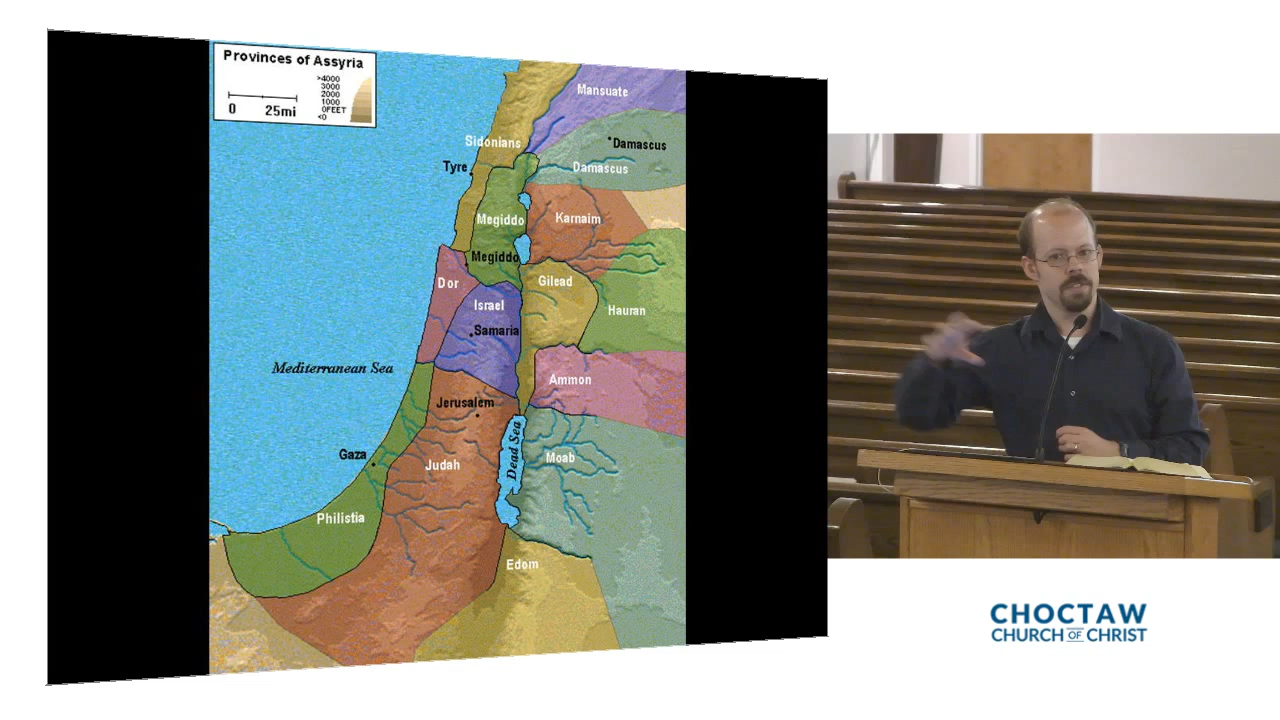 Provinces of Assyria
>4000
3000
2000
1000
0FEET
<0
0 25mi
Mansuate
Sidonians
Damascus
Tyre
Damascus
Megiddo
Karnaim
Megiddo
Dor
Gilead
Israel
Hauran
Samaria
Mediterranean Sea
Ammon
Jerusalem
Dead Sea
Gaza
Judah
Moab
Philistia
Edom
CHOCTAW
CHURCH OF CHRIST